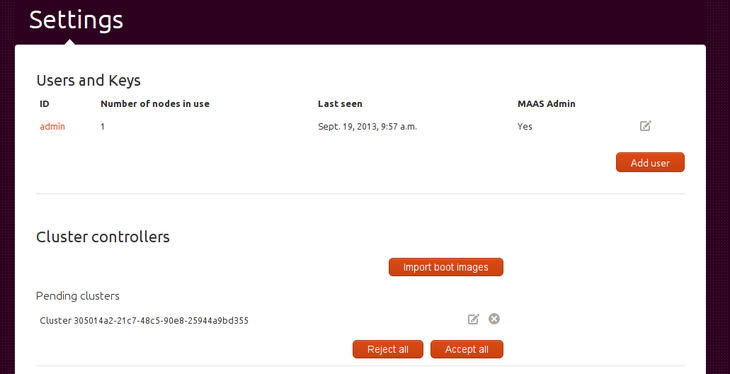 Settings
Users and Keys
ID Number of nodes in use Last seen MAAS Admin
admin 1 Sept. 19, 2013, 9:57 a.m. Yes
Add user
Cluster controllers
Import boot images
Pending clusters
Cluster 305014a2-21c7-48c5-90e8-25944a9bd355
Reject all Accept all